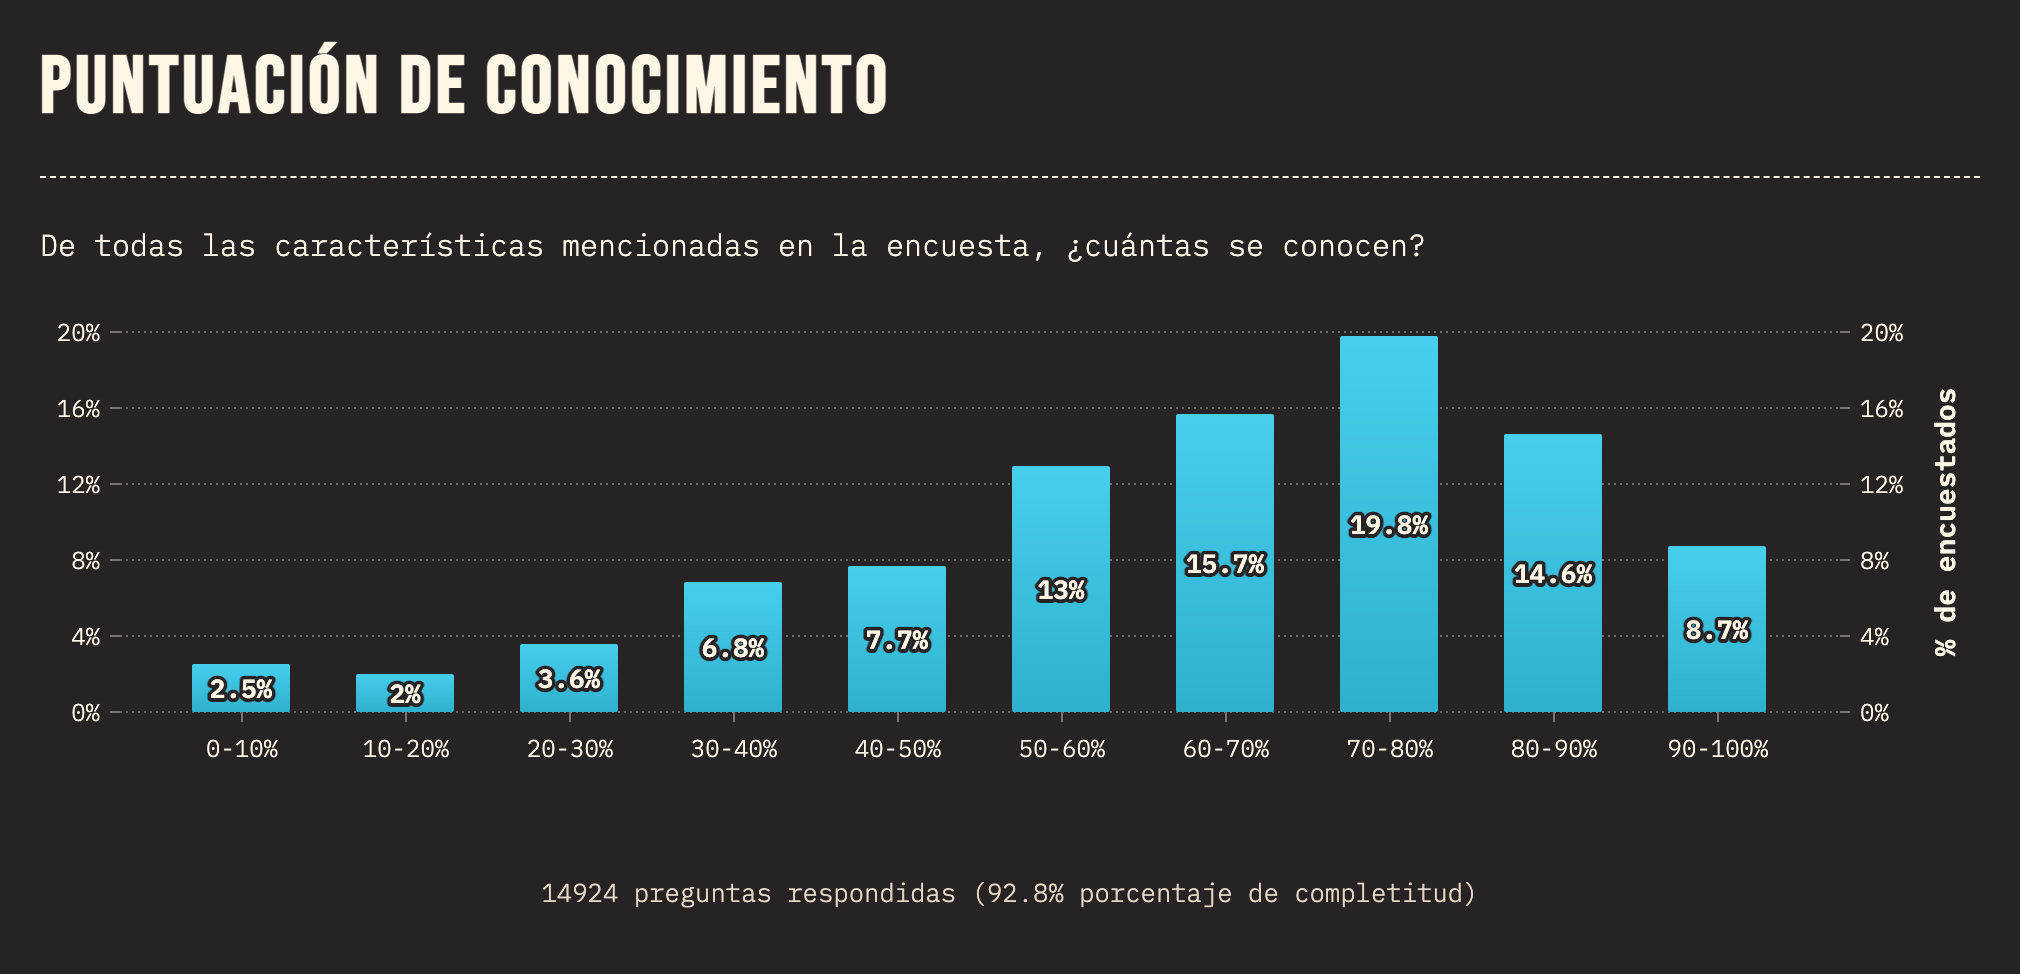 PUNTUACIÓN DE CONOCIMIENTO
De todas las características mencionadas en la encuesta, ¿cuántas se conocen?
20% 20%
16% 16%
12% 12%
8% 8%
4% 4%
0% 0%
% de encuestados
2.5% 2% 3.6% 6.8% 7.7% 13% 15.7% 19.8% 14.6% 8.7%
0-10% 10-20% 20-30% 30-40% 40-50% 50-60% 60-70% 70-80% 80-90% 90-100%
14924 preguntas respondidas (92.8% porcentaje de completitud)